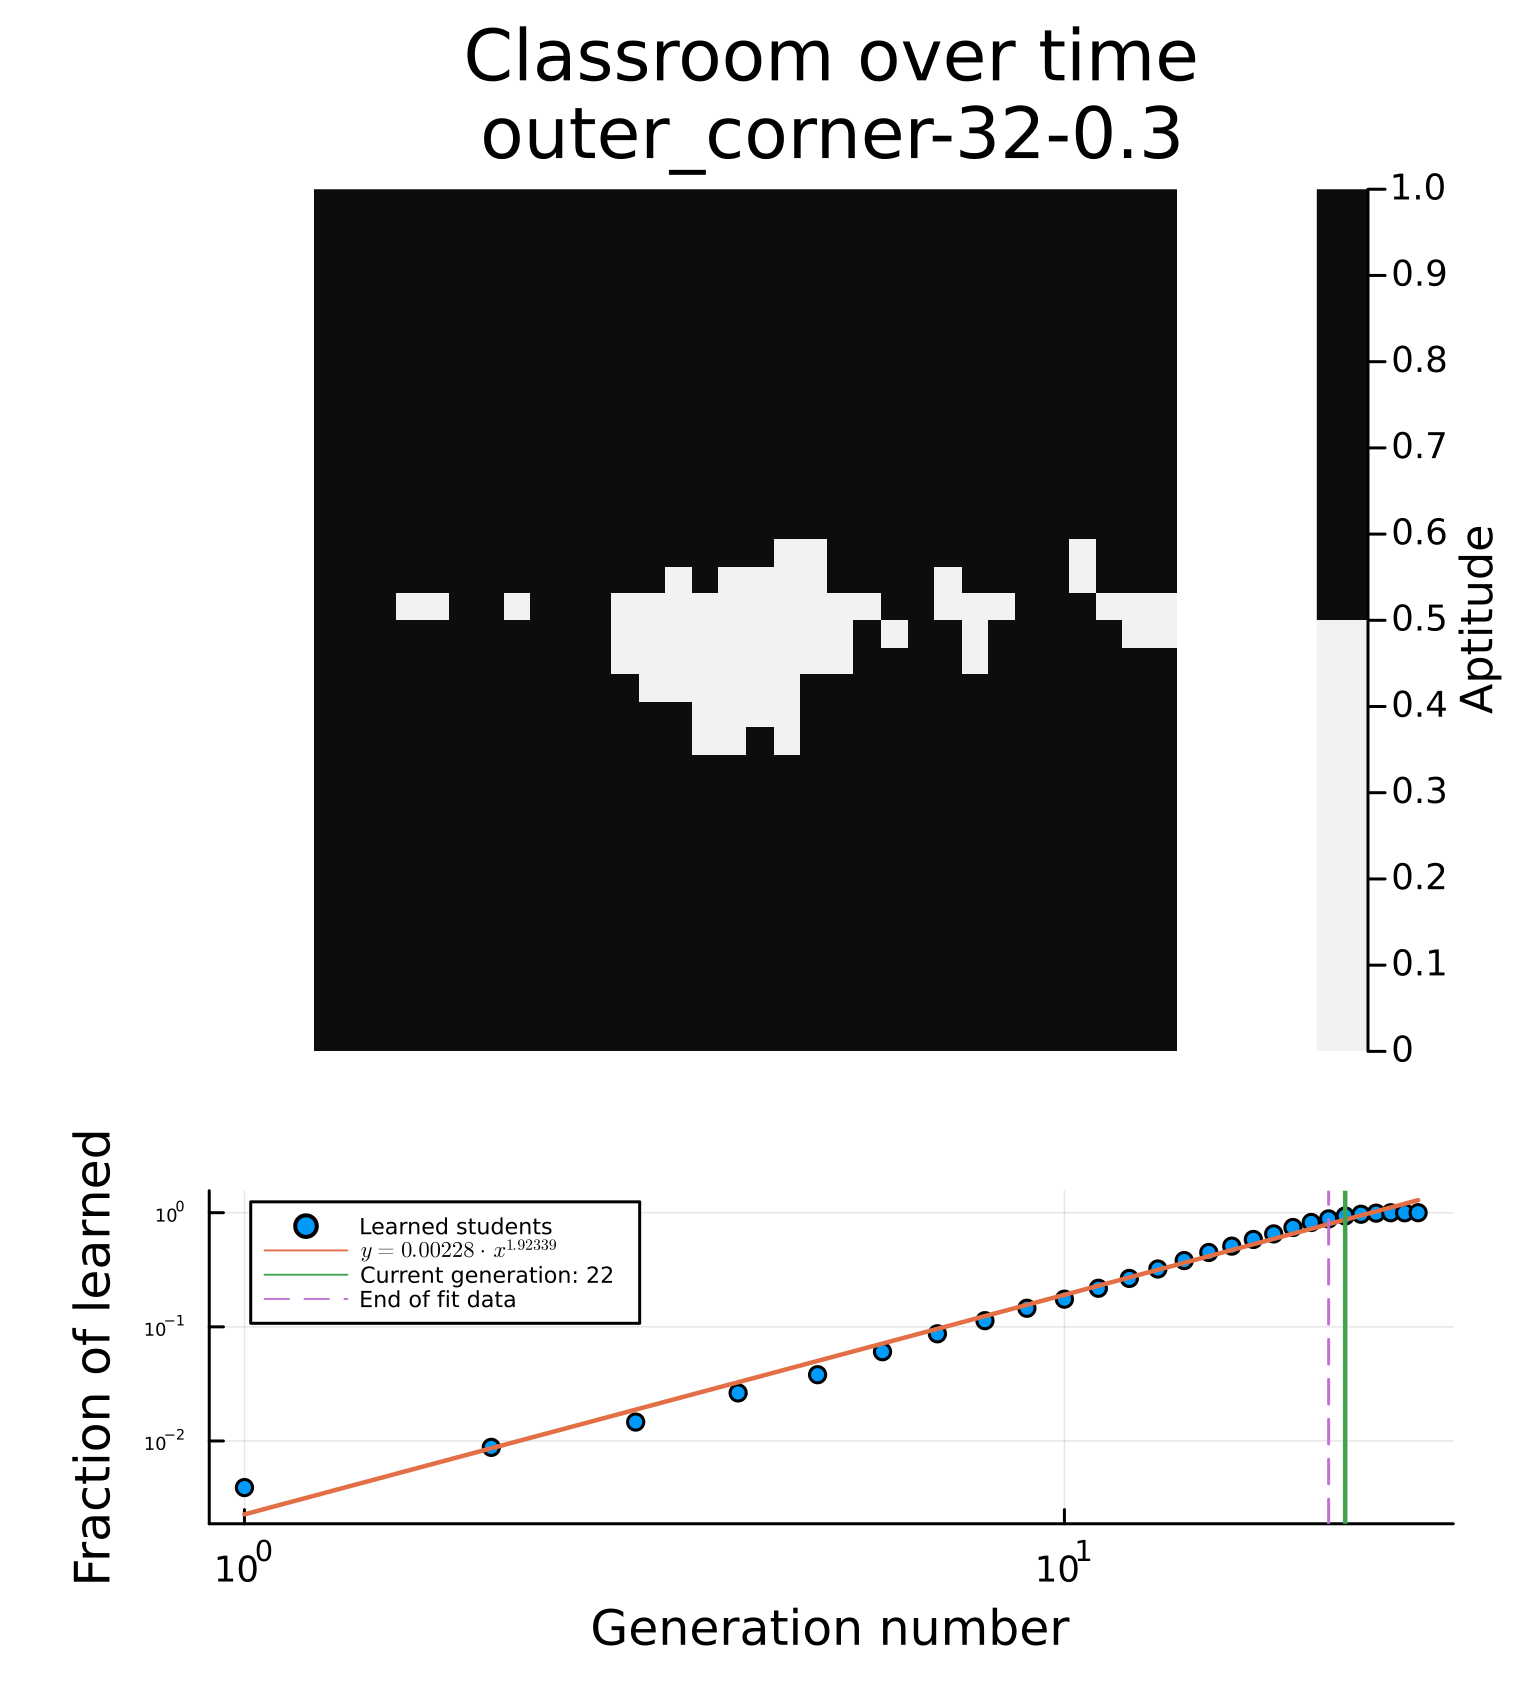 Classroom over time
outer_corner-32-0.3
1.0
0.9
0.8
0.7
0.6
0.5
0.4
0.3
0.2
0.1
0
Aptitude
Fraction of learned
10^0
10^-1
10^-2
Learned students
y = 0.00228 · x^1.92339
Current generation: 22
End of fit data
10^0
10^1
Generation number